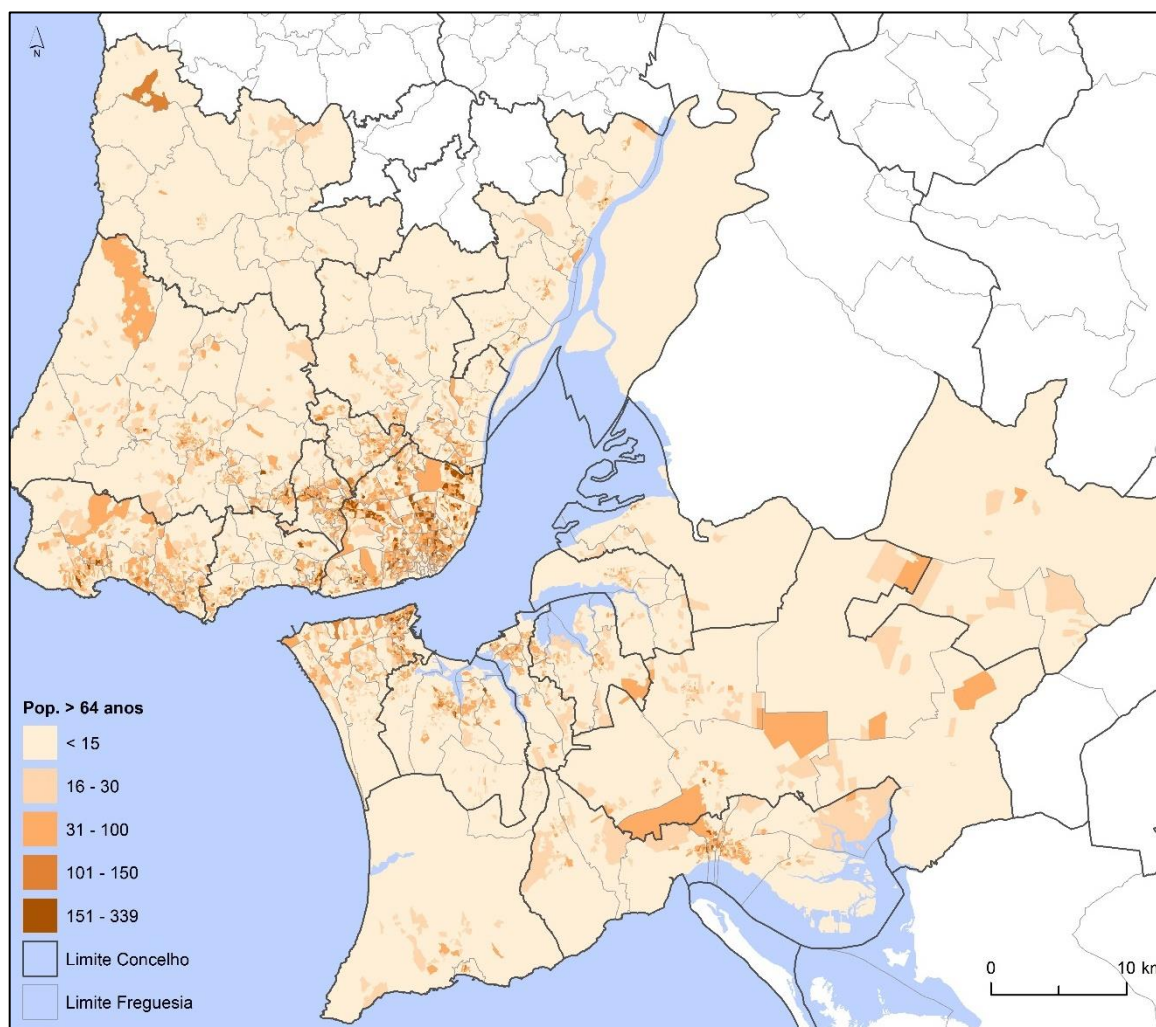 N
Pop. > 64 anos
< 15
16 - 30
31 - 100
101 - 150
151 - 339
Limite Concelho
Limite Freguesia
0 10 km